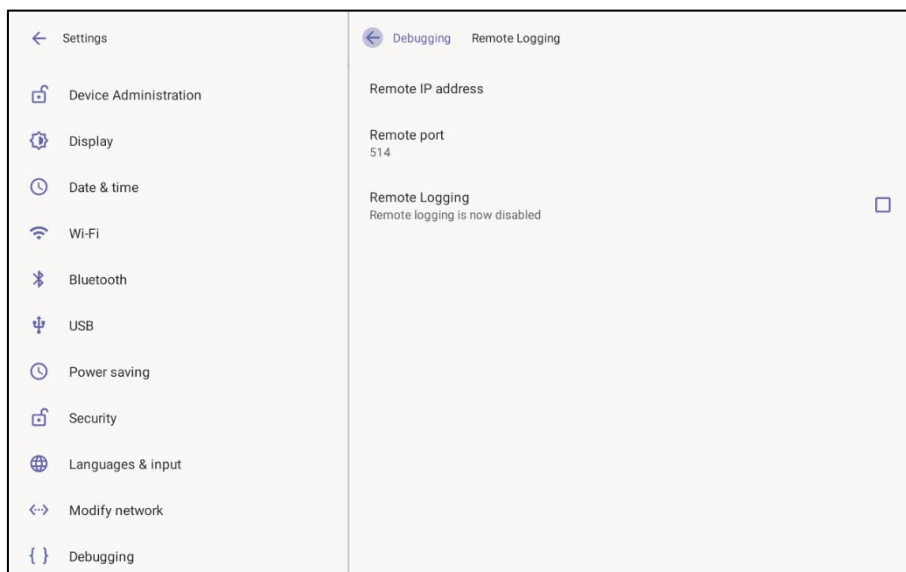 Settings
Device Administration
Display
Date & time
Wi-Fi
Bluetooth
USB
Power saving
Security
Languages & input
Modify network
Debugging
Debugging Remote Logging
Remote IP address
Remote port
514
Remote Logging
Remote logging is now disabled